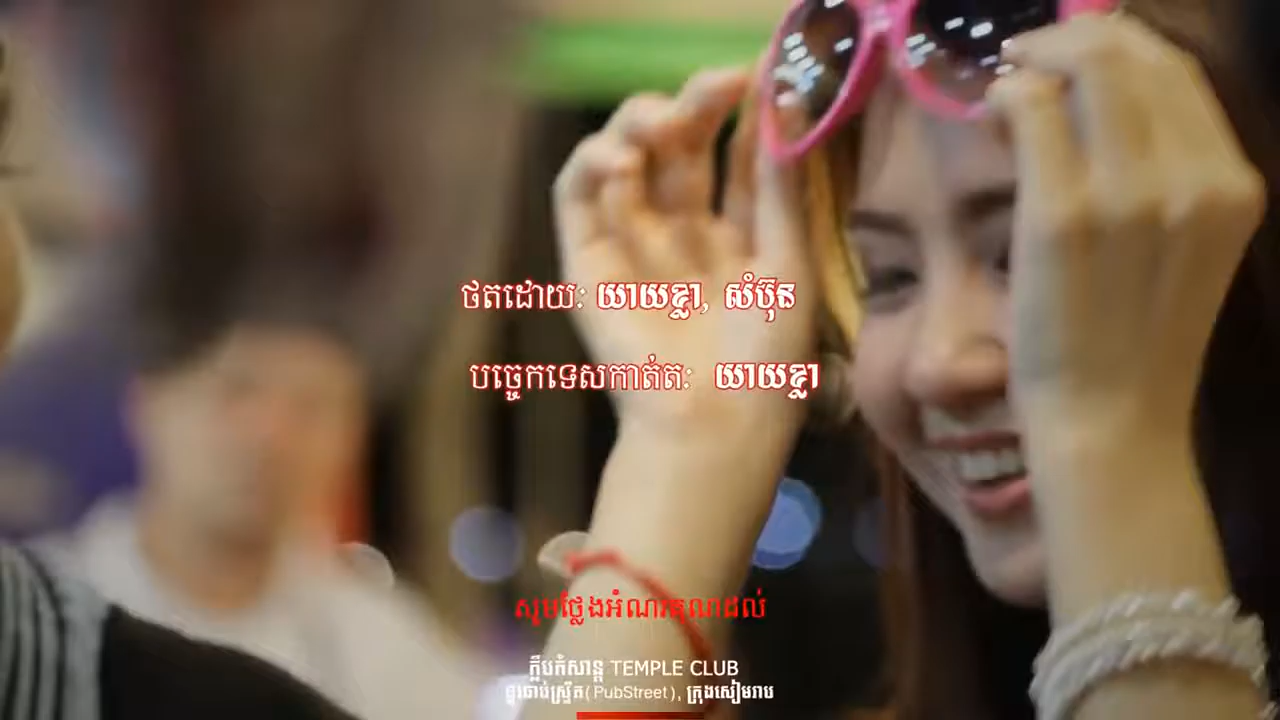 ថតដោយៈ យាយខ្លា, សំប៊ុន
បច្ចេកទេសកាត់តៈ យាយខ្លា
សូមថ្លែងអំណរគុណដល់
ក្លឹបកំសាន្ត TEMPLE CLUB
ផ្លូវផាប់ស្ទ្រីត(PubStreet), ក្រុងសៀមរាប